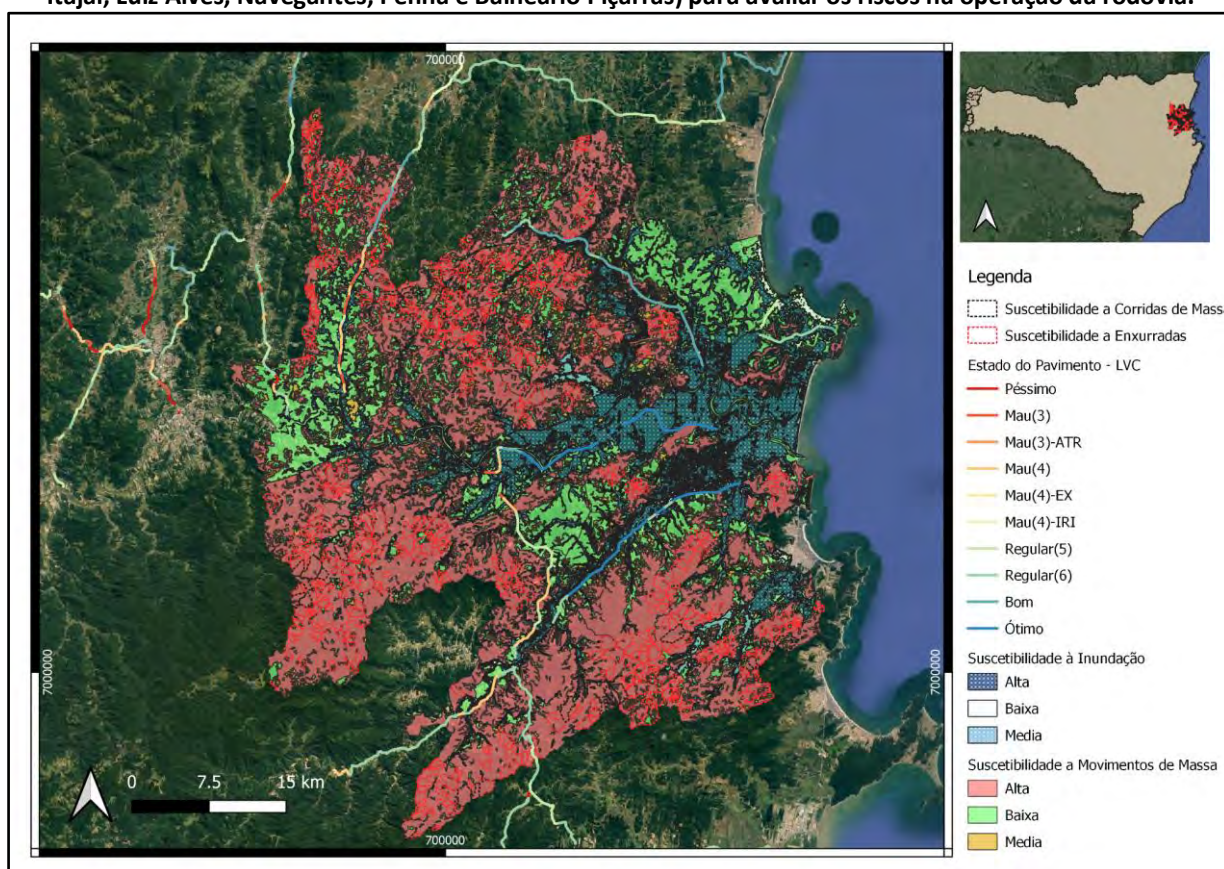 Itajaí, Luiz Alves, Navegantes, Penha e Balneário Piçarras) para avaliar os riscos na operação da rodovia.
700000
7000000
7000000
0 7.5 15 km
700000
Legenda
Suscetibilidade a Corridas de Massa
Suscetibilidade a Enxurradas
Estado do Pavimento - LVC
Péssimo
Mau(3)
Mau(3)-ATR
Mau(4)
Mau(4)-EX
Mau(4)-IRI
Regular(5)
Regular(6)
Bom
Ótimo
Suscetibilidade à Inundação
Alta
Baixa
Media
Suscetibilidade a Movimentos de Massa
Alta
Baixa
Media